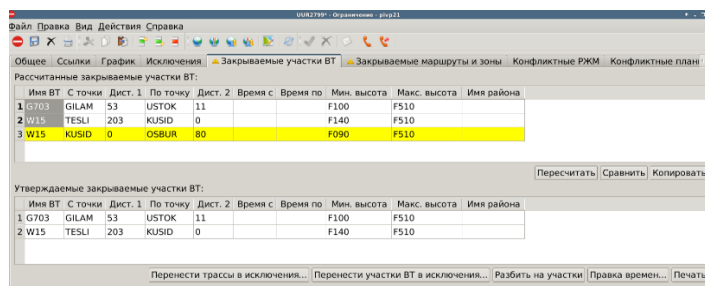 UUR2799* - Ограничение - pivp21
Файл Правка Вид Действия Справка
Общее Ссылки График Исключения Закрываемые участки ВТ Закрываемые маршруты и зоны Конфликтные РЖМ Конфликтные план
Рассчитанные закрываемые участки ВТ:
Имя ВТ С точки Дист. 1 По точку Дист. 2 Время с Время по Мин. высота Макс. высота Имя района
1 G703 GILAM 53 USTOK 11 F100 F510
2 W15 TESLI 203 KUSID 0 F140 F510
3 W15 KUSID 0 OSBUR 80 F090 F510
Пересчитать Сравнить Копировать
Утверждаемые закрываемые участки ВТ:
Имя ВТ С точки Дист. 1 По точку Дист. 2 Время с Время по Мин. высота Макс. высота Имя района
1 G703 GILAM 53 USTOK 11 F100 F510
2 W15 TESLI 203 KUSID 0 F140 F510
Перенести трассы в исключения... Перенести участки ВТ в исключения... Разбить на участки Правка времен... Печать